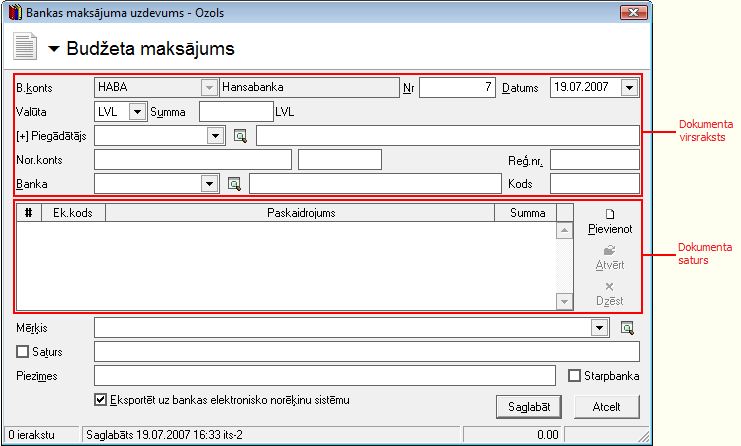 Bankas maksājuma uzdevums - Ozols
Budžeta maksājums
B.konts HABA Hansabanka Nr 7 Datums 19.07.2007
Valūta LVL Summa LVL
[+] Piegādātājs
Nor.konts Reģ.nr.
Banka Kods
Dokumenta
virsraksts
# Ek.kods Paskaidrojums Summa
Pievienot
Atvērt
Dzēst
Dokumenta
saturs
Mērķis
Saturs
Piezīmes Starpbanka
Eksportēt uz bankas elektronisko norēķinu sistēmu
Saglabāt Atcelt
0 ierakstu Saglabāts 19.07.2007 16:33 its-2 0.00